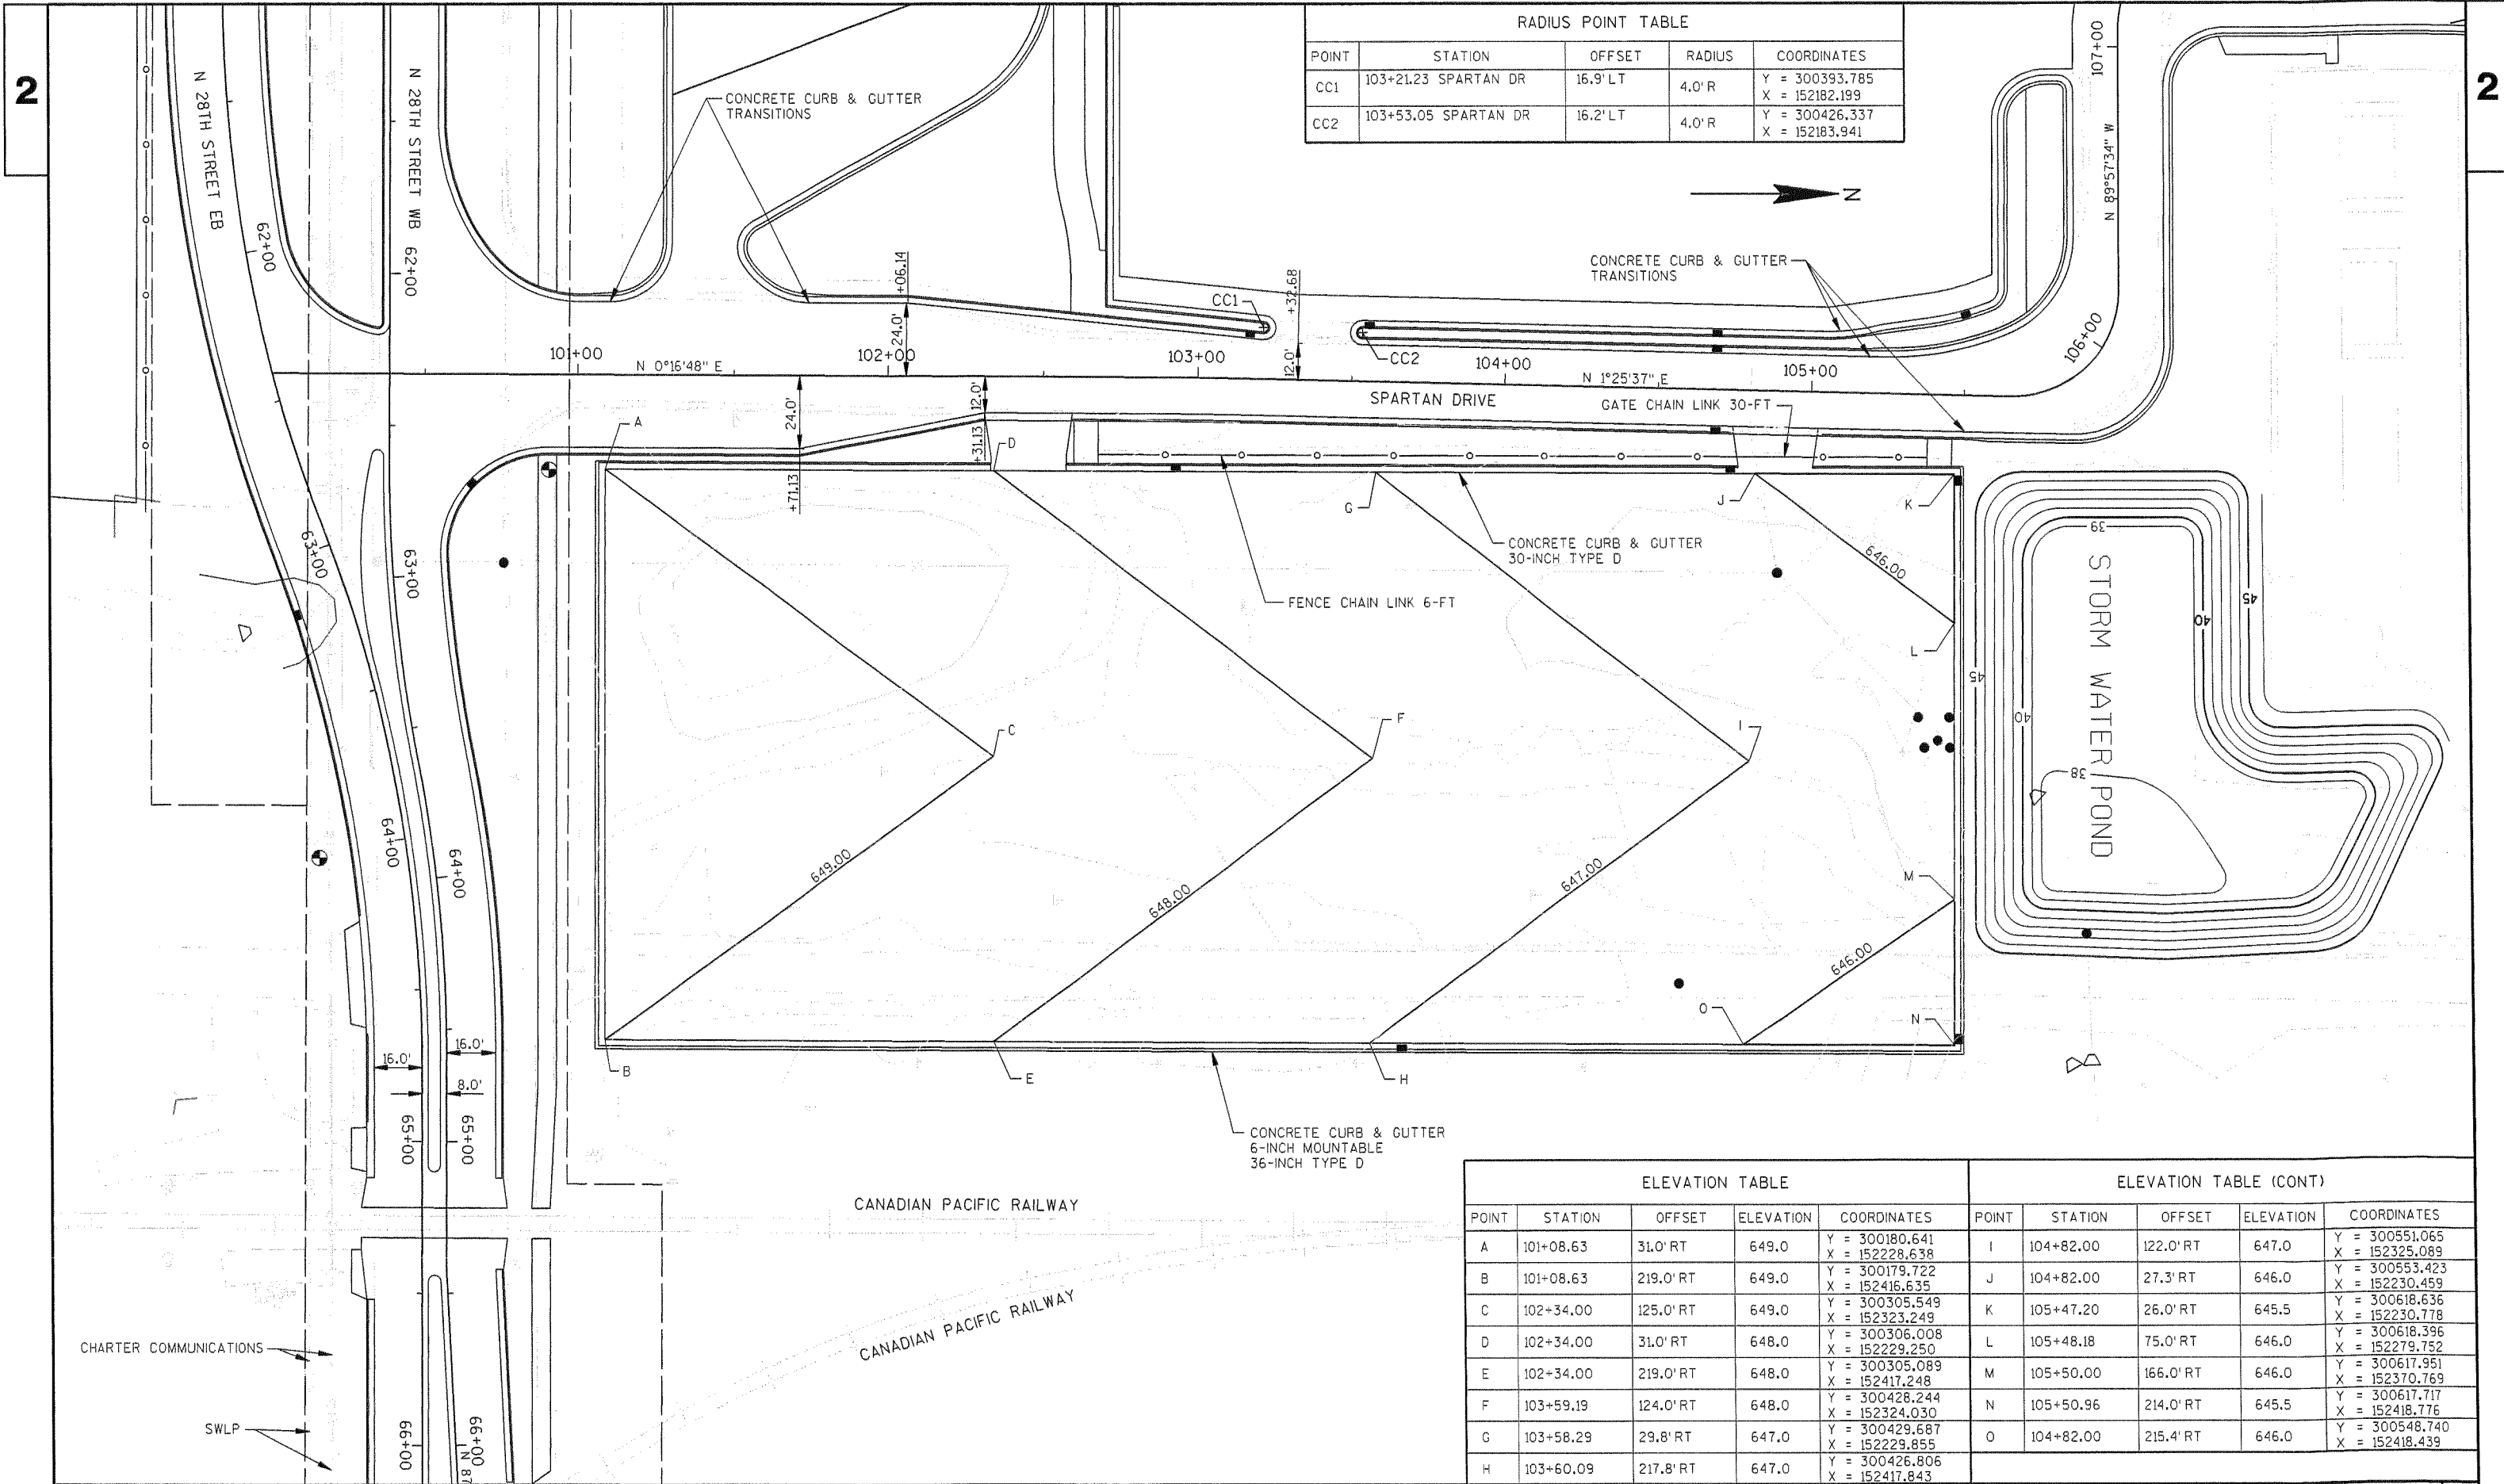 2
2
RADIUS POINT TABLE
POINT STATION OFFSET RADIUS COORDINATES
CC1 103+21.23 SPARTAN DR 16.9' LT 4.0' R Y = 300393.785
X = 152182.199
CC2 103+53.05 SPARTAN DR 16.2' LT 4.0' R Y = 300426.337
X = 152183.941
N 28TH STREET EB
N 28TH STREET WB
62+00
62+00
CONCRETE CURB & GUTTER
TRANSITIONS
107+00
N 89°57'34" W
N
CONCRETE CURB & GUTTER
TRANSITIONS
+06.14
24.0'
CC1
+32.68
12.0'
CC2
106+00
101+00
102+00
103+00
104+00
105+00
N 0°16'48" E
N 1°25'37" E
SPARTAN DRIVE
GATE CHAIN LINK 30-FT
24.0'
12.0'
+71.13
+31.13
A
D
G
J
K
CONCRETE CURB & GUTTER
30-INCH TYPE D
FENCE CHAIN LINK 6-FT
646.00
L
63+00
63+00
C
F
I
39
45
40
45
40
38
STORM WATER POND
64+00
64+00
649.00
648.00
647.00
646.00
M
O
N
B
E
H
16.0'
16.0'
8.0'
65+00
65+00
CONCRETE CURB & GUTTER
6-INCH MOUNTABLE
36-INCH TYPE D
CANADIAN PACIFIC RAILWAY
CANADIAN PACIFIC RAILWAY
CHARTER COMMUNICATIONS
SWLP
66+00
66+00
N 87
ELEVATION TABLE
POINT STATION OFFSET ELEVATION COORDINATES
A 101+08.63 31.0' RT 649.0 Y = 300180.641
X = 152228.638
B 101+08.63 219.0' RT 649.0 Y = 300179.722
X = 152416.635
C 102+34.00 125.0' RT 649.0 Y = 300305.549
X = 152323.249
D 102+34.00 31.0' RT 648.0 Y = 300306.008
X = 152229.250
E 102+34.00 219.0' RT 648.0 Y = 300305.089
X = 152417.248
F 103+59.19 124.0' RT 648.0 Y = 300428.244
X = 152324.030
G 103+58.29 29.8' RT 647.0 Y = 300429.687
X = 152229.855
H 103+60.09 217.8' RT 647.0 Y = 300426.806
X = 152417.843
ELEVATION TABLE (CONT)
POINT STATION OFFSET ELEVATION COORDINATES
I 104+82.00 122.0' RT 647.0 Y = 300551.065
X = 152325.089
J 104+82.00 27.3' RT 646.0 Y = 300553.423
X = 152230.459
K 105+47.20 26.0' RT 645.5 Y = 300618.636
X = 152230.778
L 105+48.18 75.0' RT 646.0 Y = 300618.396
X = 152279.752
M 105+50.00 166.0' RT 646.0 Y = 300617.951
X = 152370.769
N 105+50.96 214.0' RT 645.5 Y = 300617.717
X = 152418.776
O 104+82.00 215.4' RT 646.0 Y = 300548.740
X = 152418.439